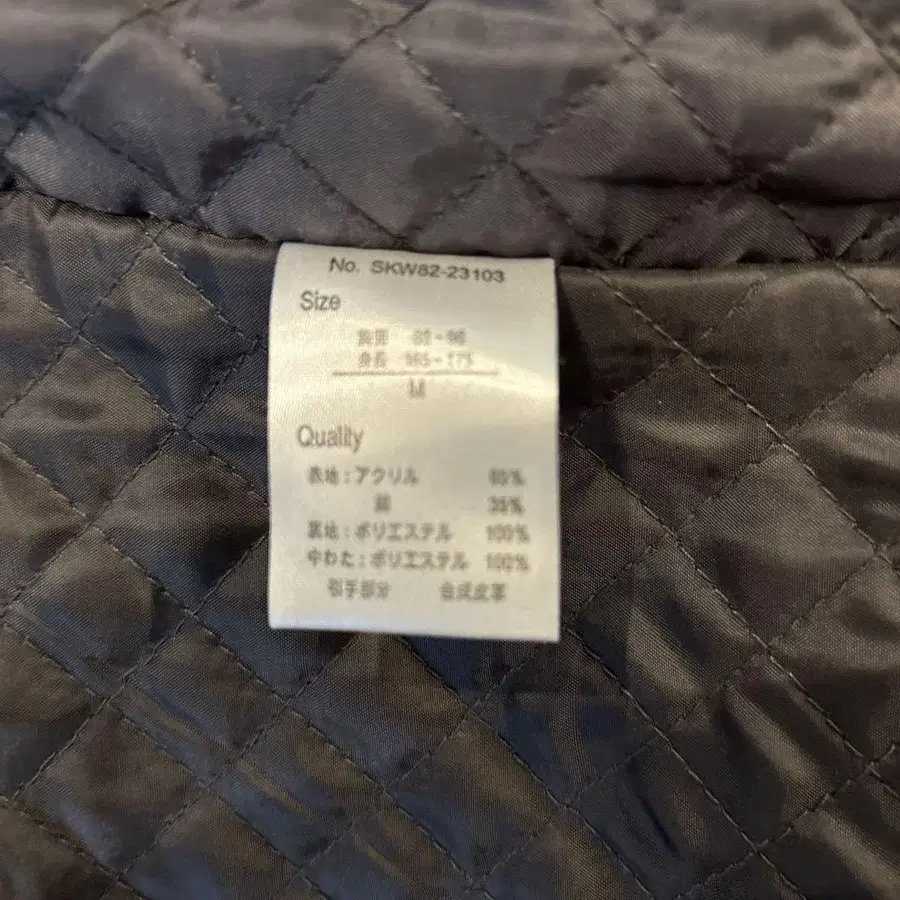 No. SKW82-23103
Size
胸囲 88-96
身長 165-175
M
Quality
表地:アクリル 65%
綿 35%
裏地:ポリエステル 100%
中わた:ポリエステル 100%
引手部分 合成皮革